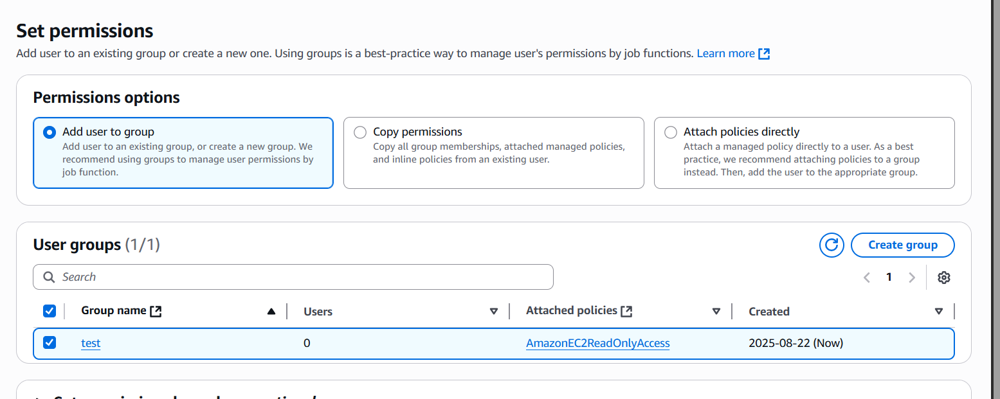 Set permissions
Add user to an existing group or create a new one. Using groups is a best-practice way to manage user's permissions by job functions. Learn more
Permissions options
Add user to group
Add user to an existing group, or create a new group. We
recommend using groups to manage user permissions by
job function.
Copy permissions
Copy all group memberships, attached managed policies,
and inline policies from an existing user.
Attach policies directly
Attach a managed policy directly to a user. As a best
practice, we recommend attaching policies to a group
instead. Then, add the user to the appropriate group.
User groups (1/1)
Create group
Search
1
Group name Users Attached policies Created
test 0 AmazonEC2ReadOnlyAccess 2025-08-22 (Now)